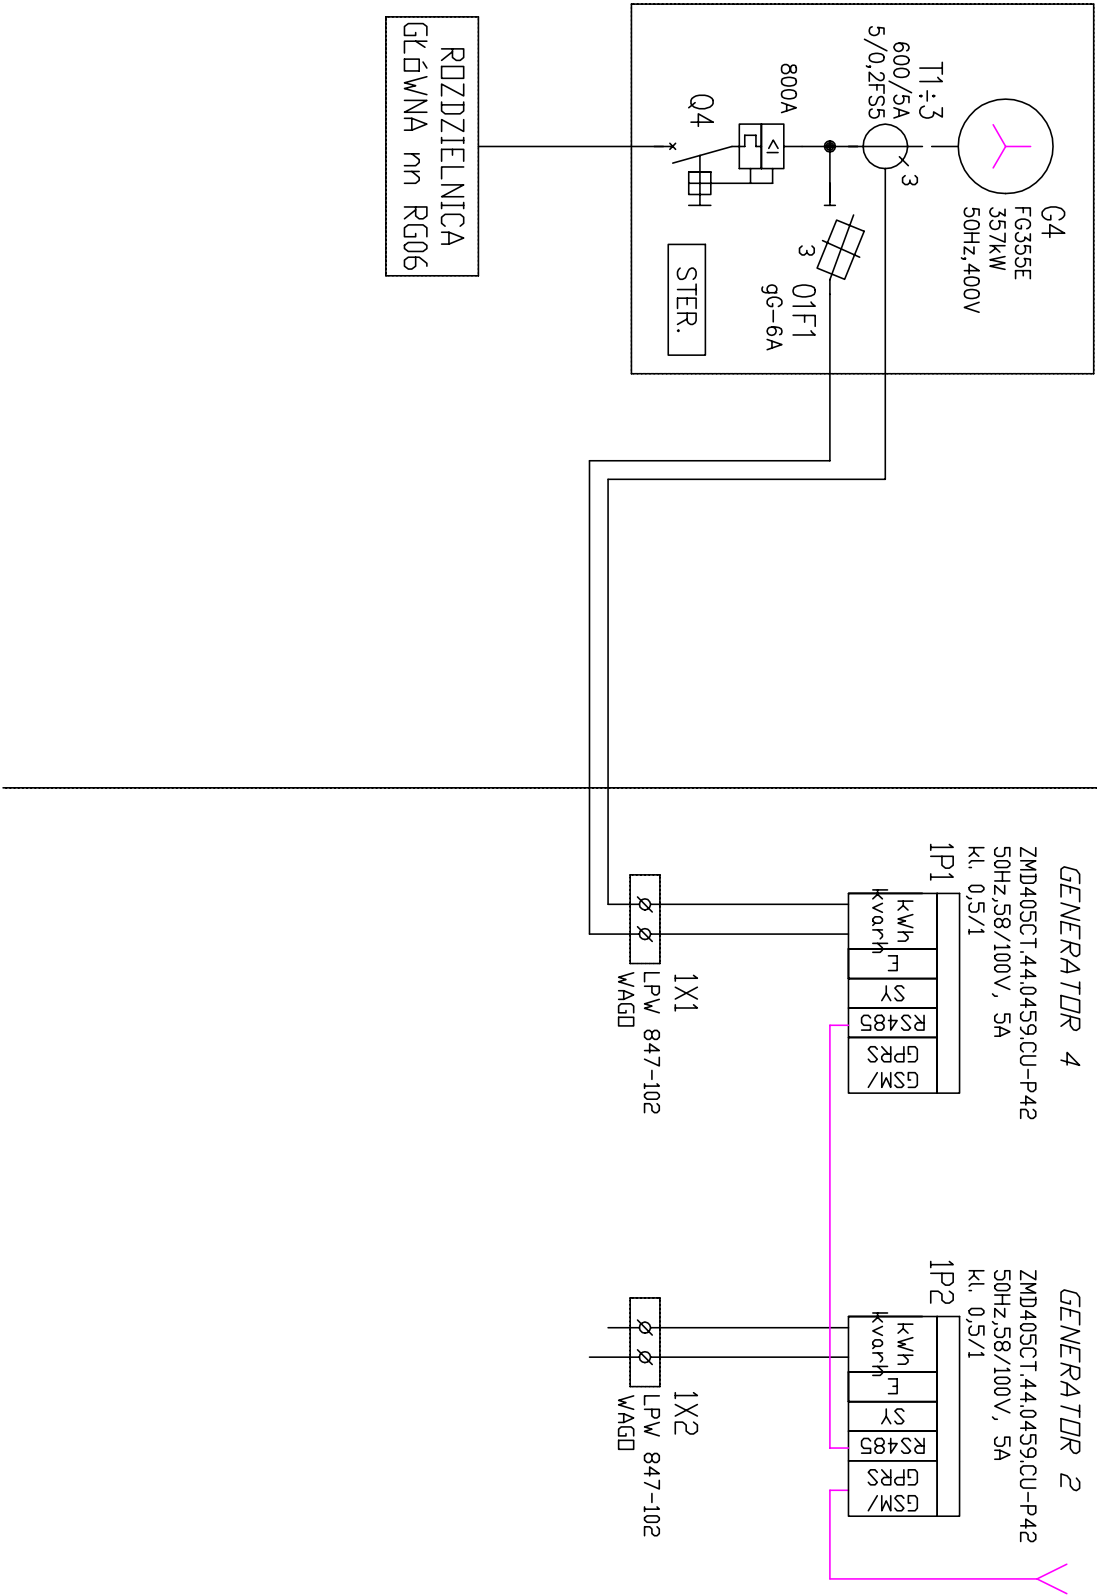 G4
FG355E
357kW
50Hz,400V
T1÷3
600/5A
5/0,2FS5
3
800A
I>
Q4
3
01F1
gG-6A
STER.
ROZDZIELNICA
GŁÓWNA nn RG06
GENERATOR 4
ZMD405CT.44.0459.CU-P42
50Hz,58/100V, 5A
kl. 0,5/1
1P1
kWh
kvarh
E
SY
RS485
GSM/
GPRS
1X1
LPW 847-102
WAGO
GENERATOR 2
ZMD405CT.44.0459.CU-P42
50Hz,58/100V, 5A
kl. 0,5/1
1P2
kWh
kvarh
E
SY
RS485
GSM/
GPRS
1X2
LPW 847-102
WAGO